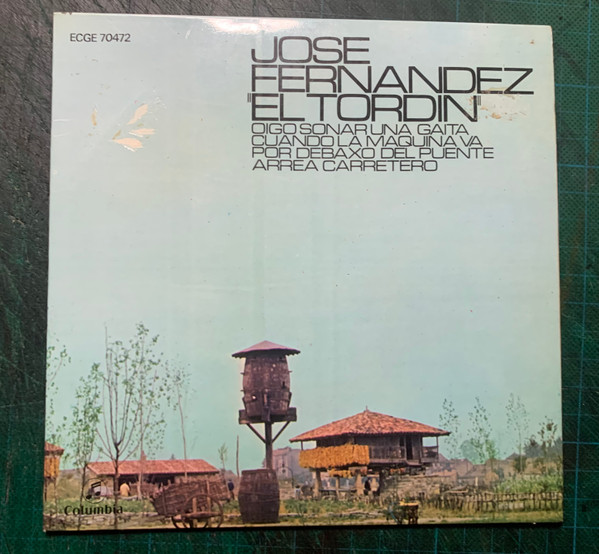 ECGE 70472
JOSE
FERNANDEZ
"EL TORDIN"
OIGO SONAR UNA GAITA
CUANDO LA MAQUINA VA
POR DEBAXO DEL PUENTE
ARREA CARRETERO
Columbia